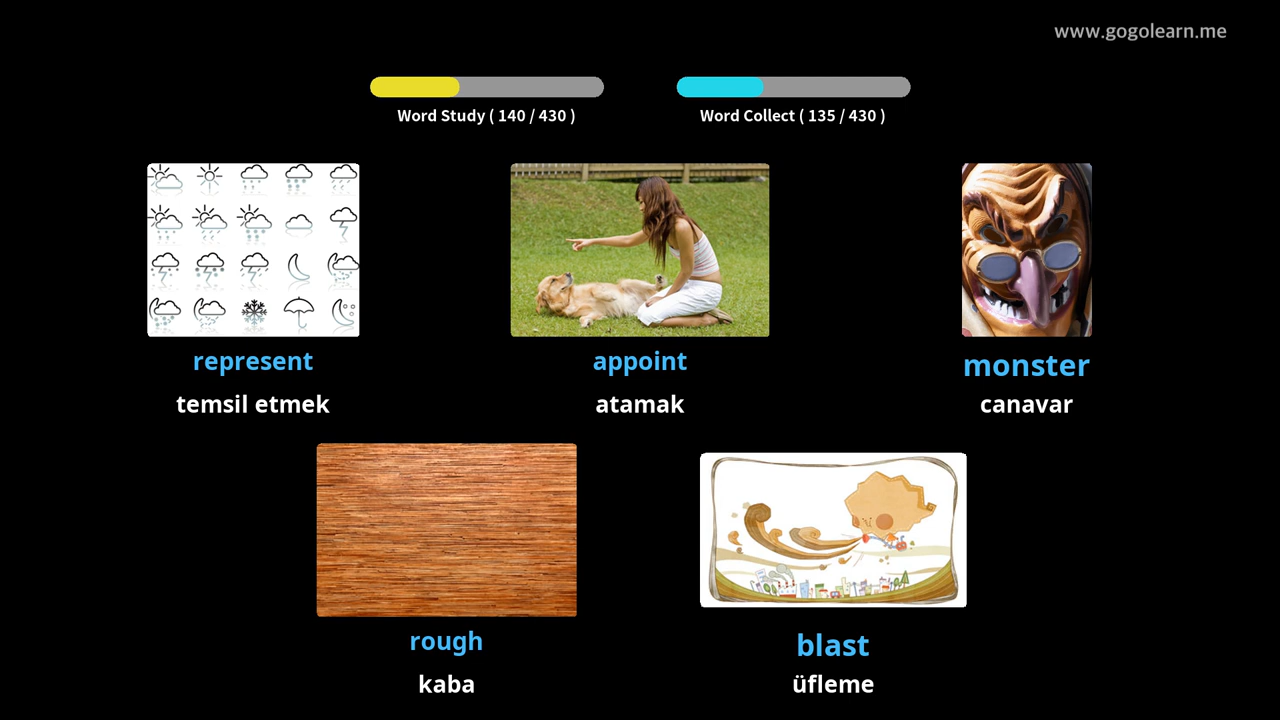 www.gogolearn.me
Word Study ( 140 / 430 )
Word Collect ( 135 / 430 )
represent
appoint
monster
temsil etmek
atamak
canavar
rough
blast
kaba
üfleme